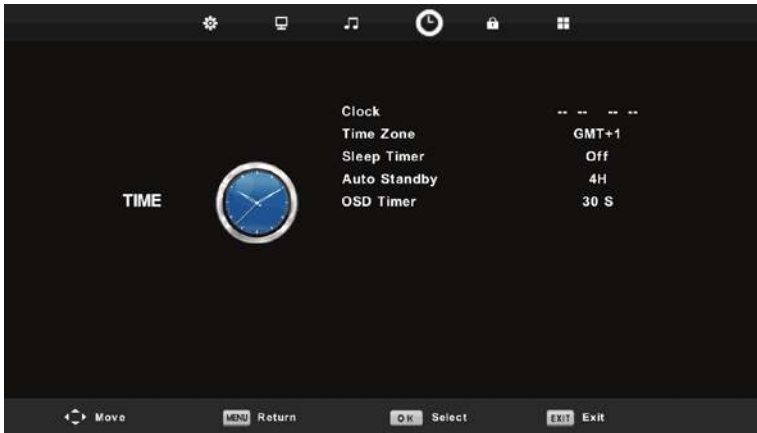 Clock -- -- -- --
Time Zone GMT+1
Sleep Timer Off
Auto Standby 4H
TIME
OSD Timer 30 S
Move MENU Return OK Select EXIT Exit